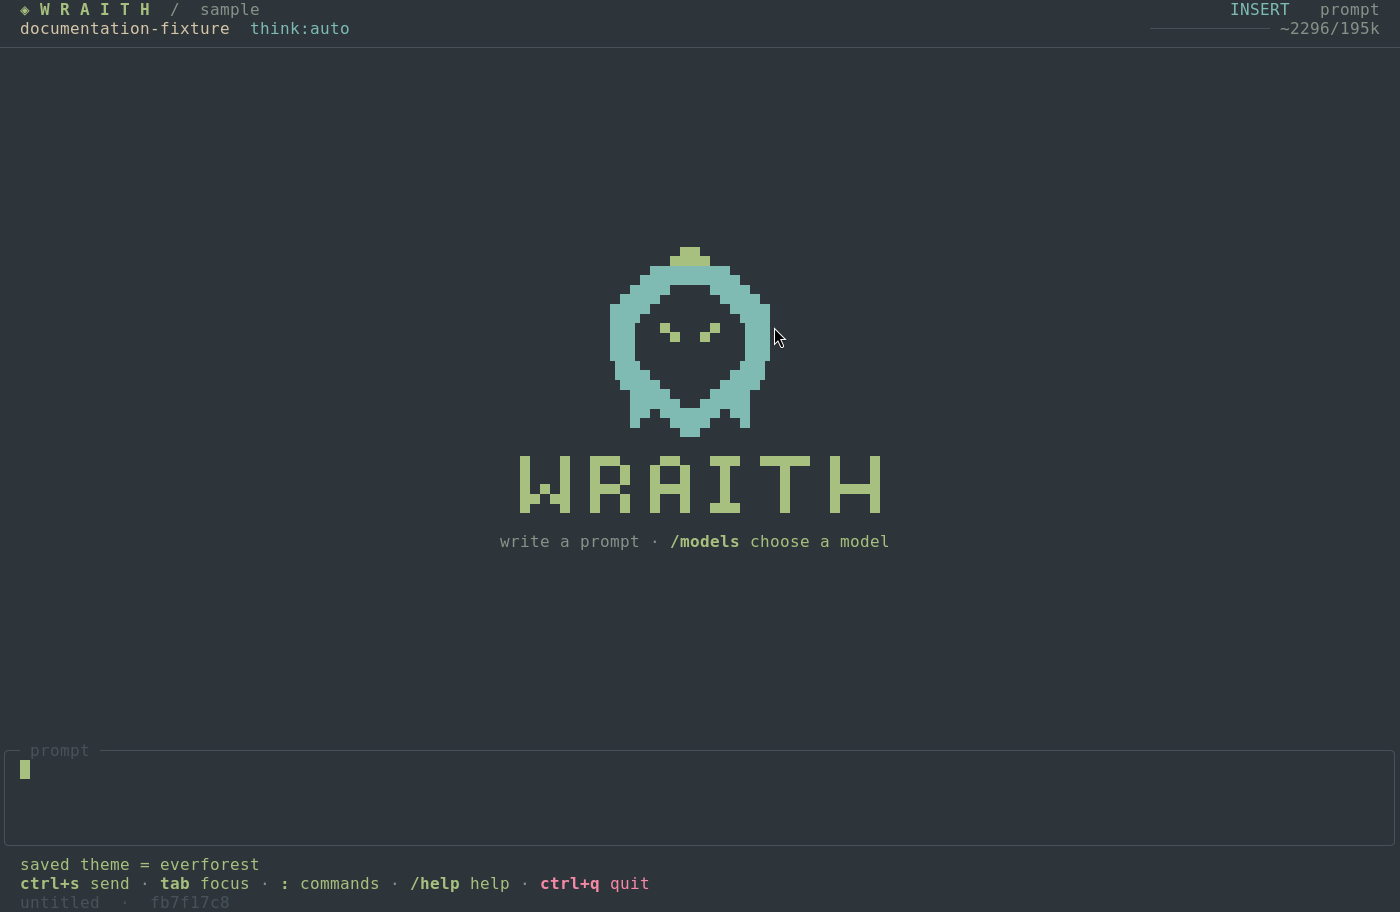 ◈ W R A I T H / sample INSERT prompt
documentation-fixture think:auto ~2296/195k
WRAITH
write a prompt · /models choose a model
prompt
saved theme = everforest
ctrl+s send · tab focus · : commands · /help help · ctrl+q quit
untitled · fb7f17c8